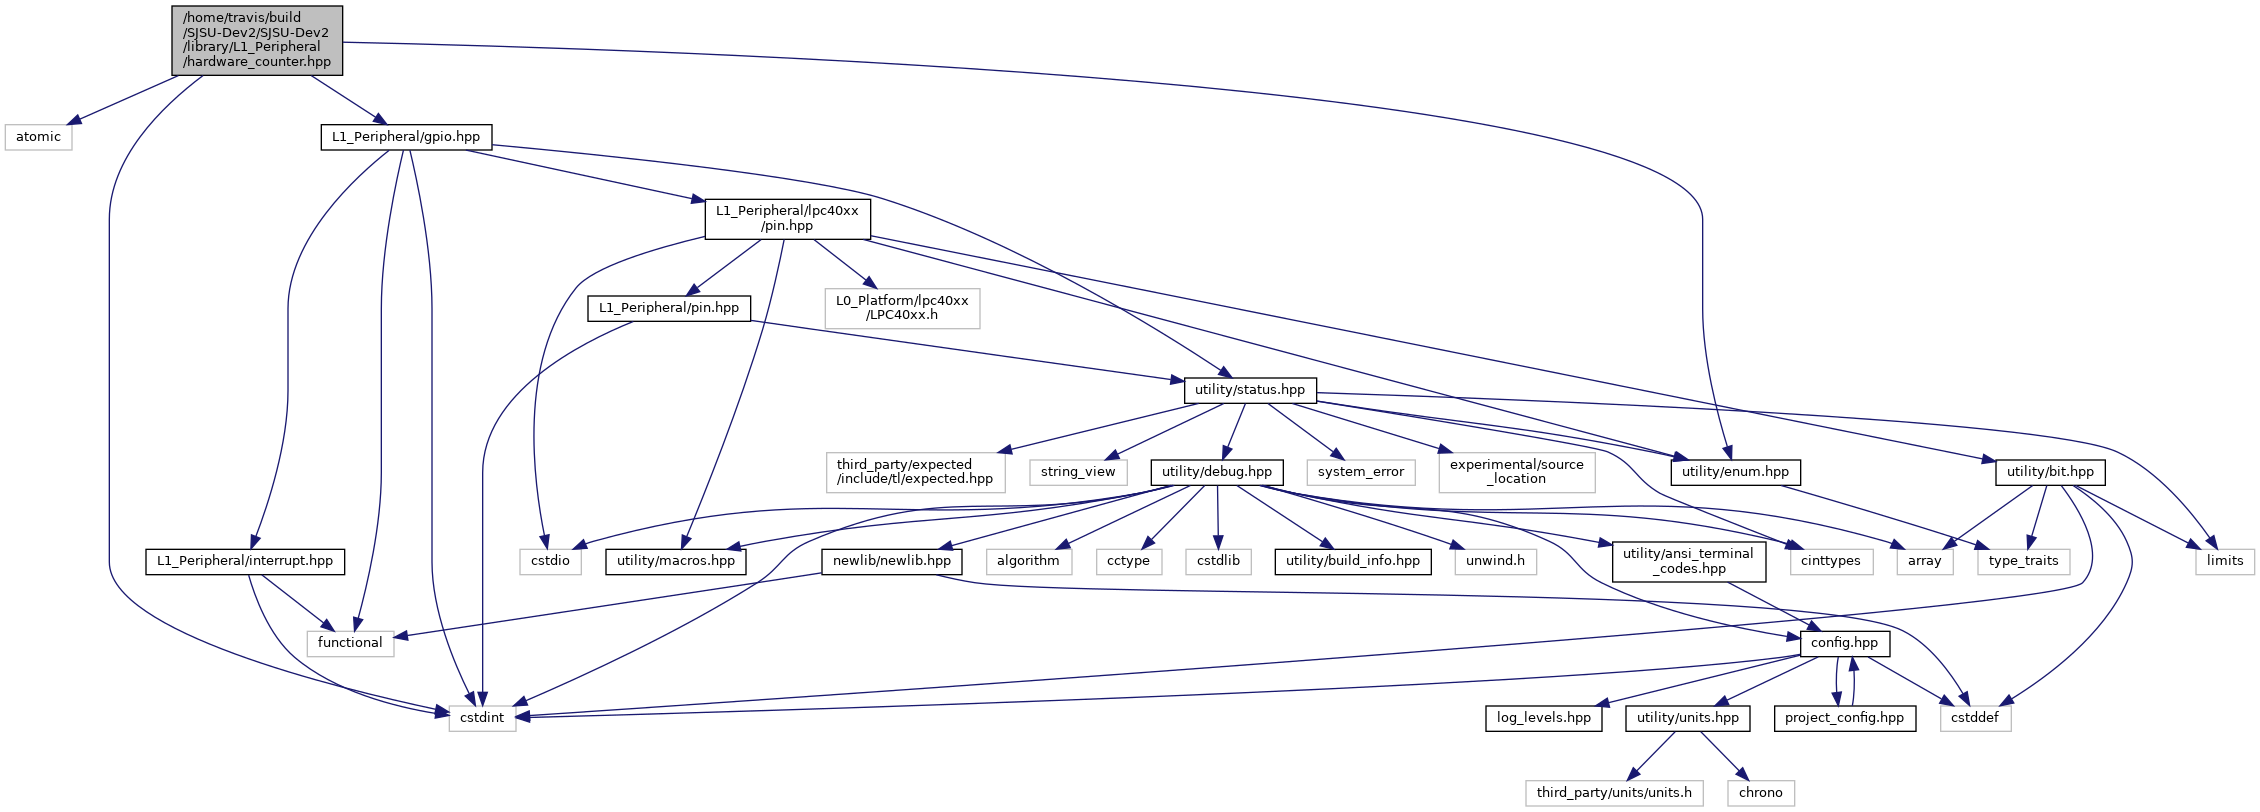 /home/travis/build
/SJSU-Dev2/SJSU-Dev2
/library/L1_Peripheral
/hardware_counter.hpp
atomic
L1_Peripheral/gpio.hpp
L1_Peripheral/lpc40xx
/pin.hpp
L1_Peripheral/pin.hpp
L0_Platform/lpc40xx
/LPC40xx.h
utility/status.hpp
third_party/expected
/include/tl/expected.hpp
string_view
utility/debug.hpp
system_error
experimental/source
_location
utility/enum.hpp
utility/bit.hpp
L1_Peripheral/interrupt.hpp
cstdio
utility/macros.hpp
newlib/newlib.hpp
algorithm
cctype
cstdlib
utility/build_info.hpp
unwind.h
utility/ansi_terminal
_codes.hpp
cinttypes
array
type_traits
limits
functional
config.hpp
cstdint
log_levels.hpp
utility/units.hpp
project_config.hpp
cstddef
third_party/units/units.h
chrono